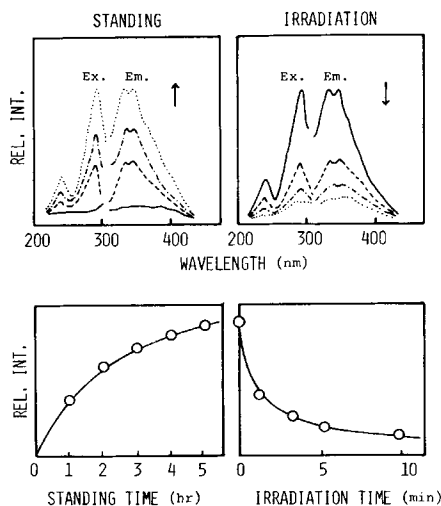 STANDING
IRRADIATION
REL. INT.
Ex. Em.
Ex. Em.
200 300 400
200 300 400
WAVELENGTH (nm)
REL. INT.
0 1 2 3 4 5
0 5 10
STANDING TIME (hr)
IRRADIATION TIME (min)